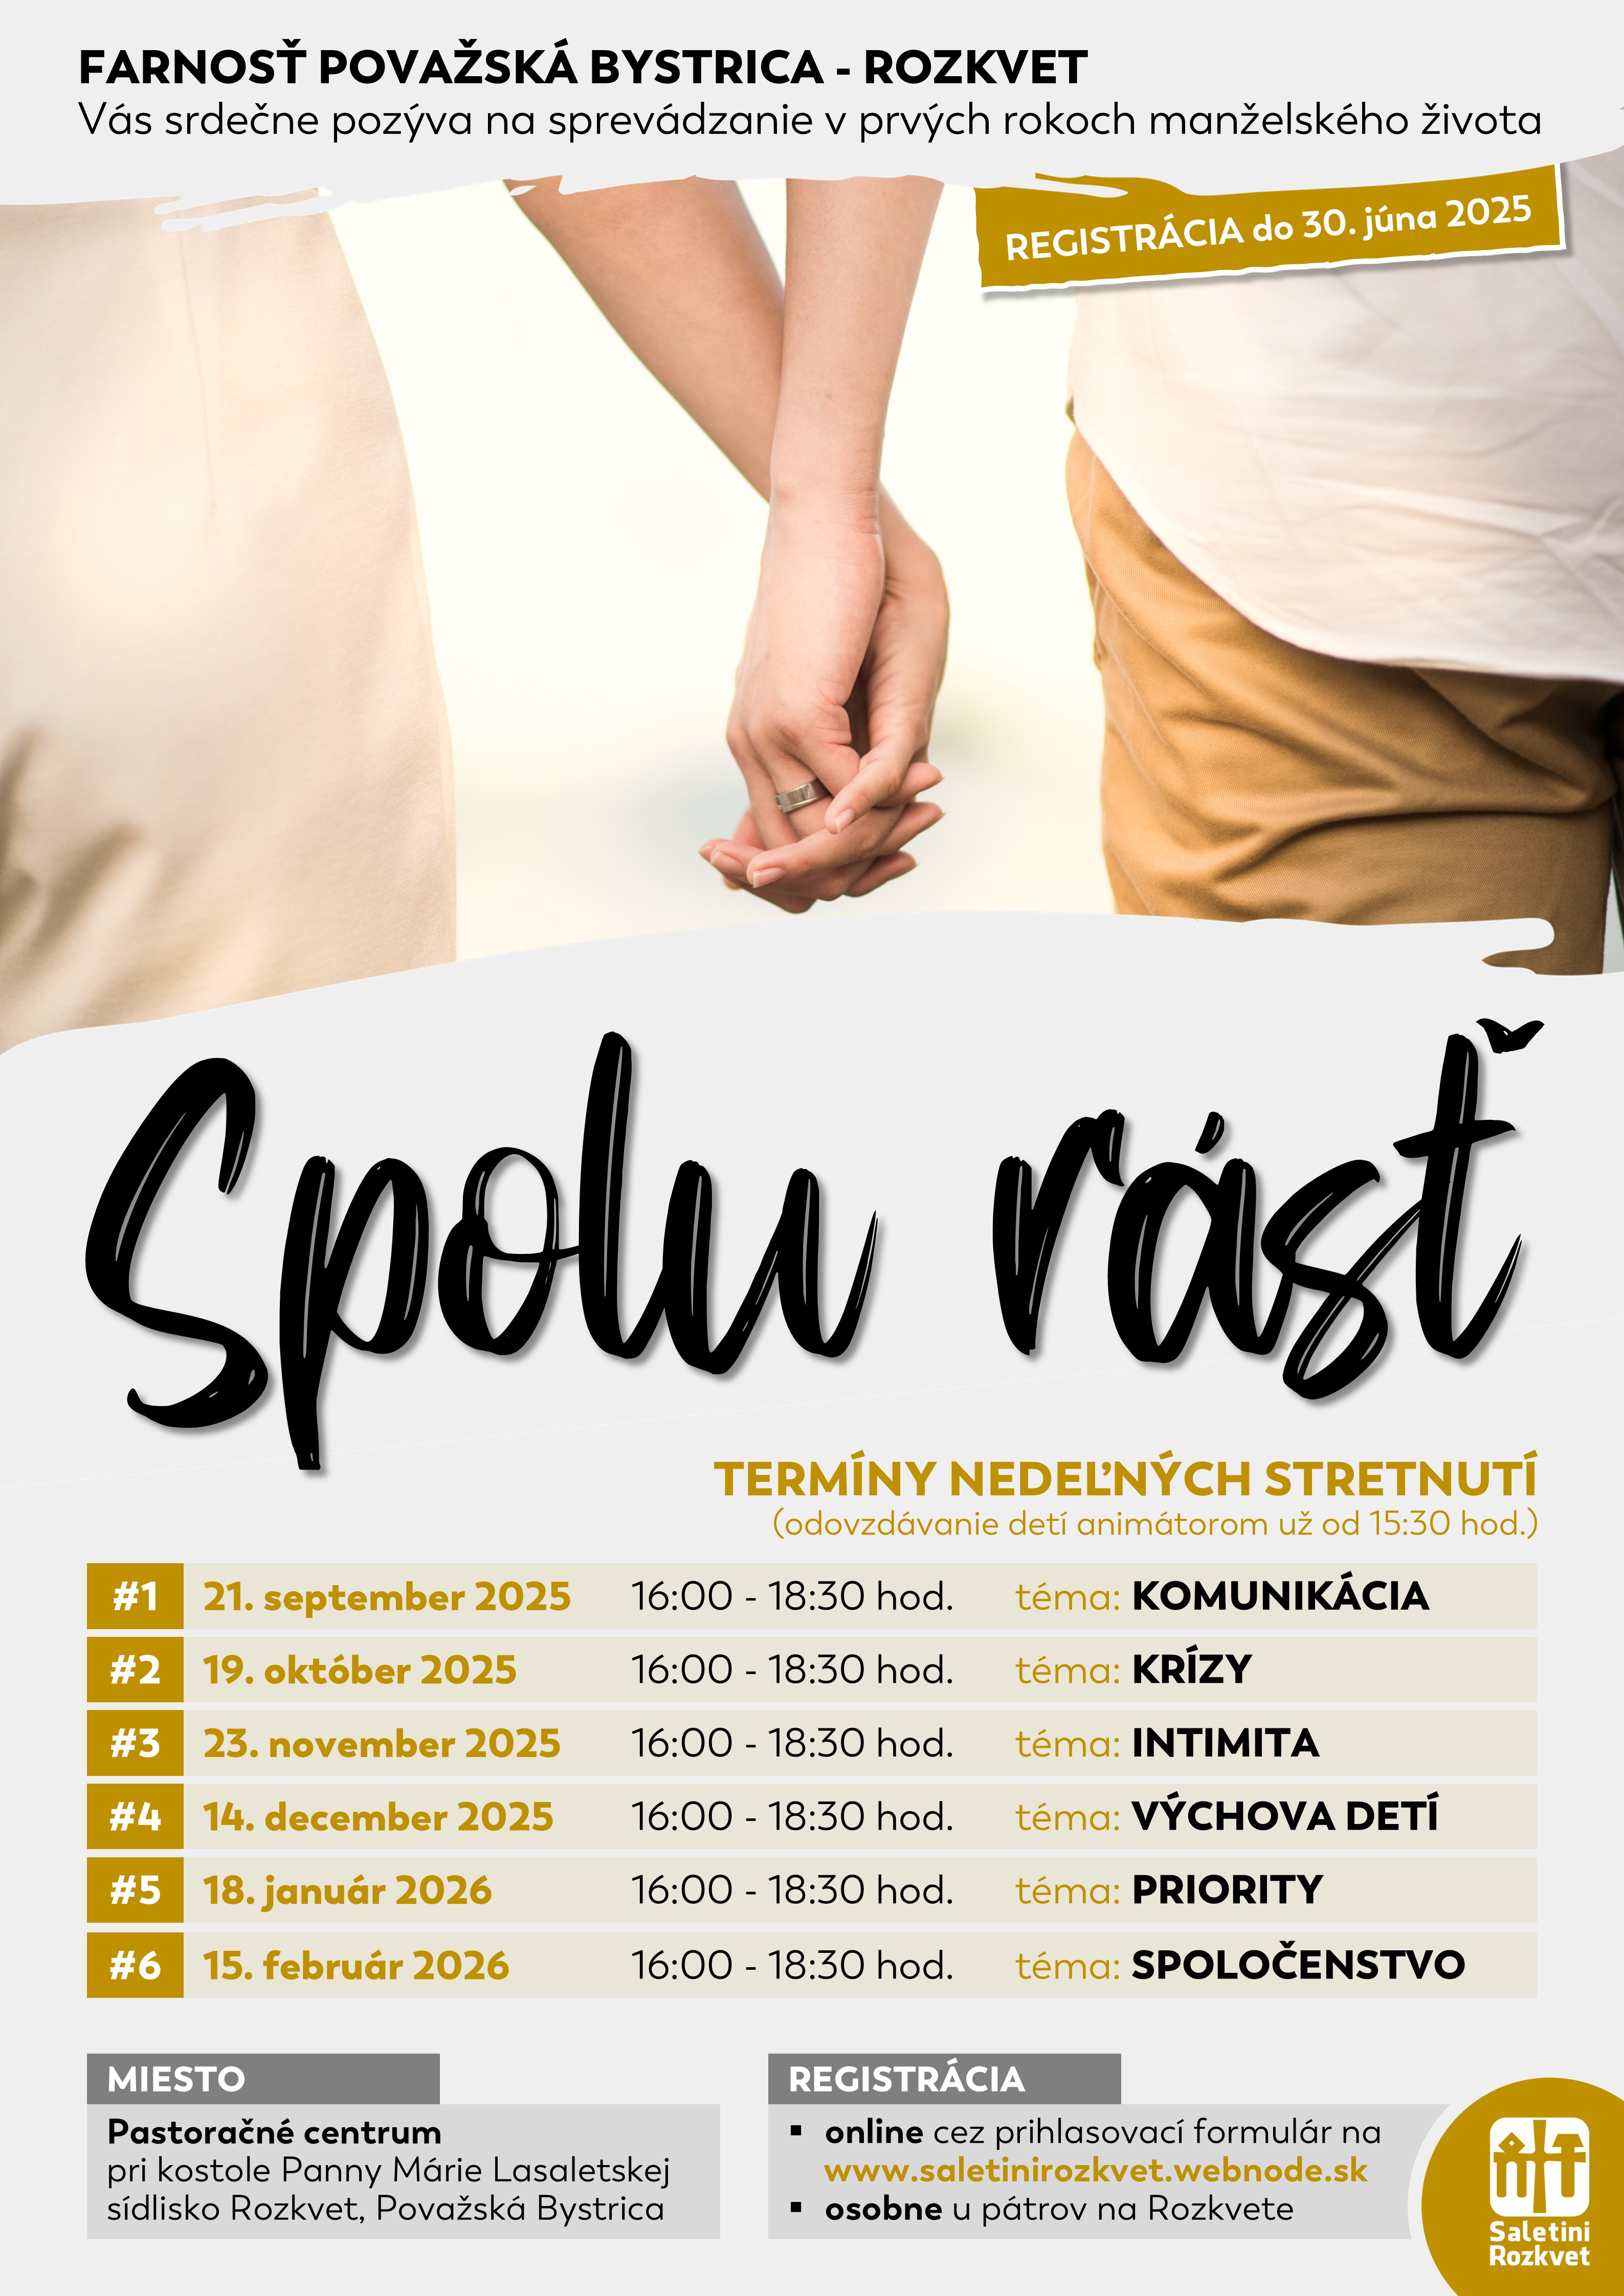 FARNOSŤ POVAŽSKÁ BYSTRICA - ROZKVET
Vás srdečne pozýva na sprevádzanie v prvých rokoch manželského života
REGISTRÁCIA do 30. júna 2025
Spolu rásť
TERMÍNY NEDEĽNÝCH STRETNUTÍ
(odovzdávanie detí animátorom už od 15:30 hod.)
#1 21. september 2025 16:00 - 18:30 hod. téma: KOMUNIKÁCIA
#2 19. október 2025 16:00 - 18:30 hod. téma: KRÍZY
#3 23. november 2025 16:00 - 18:30 hod. téma: INTIMITA
#4 14. december 2025 16:00 - 18:30 hod. téma: VÝCHOVA DETÍ
#5 18. január 2026 16:00 - 18:30 hod. téma: PRIORITY
#6 15. február 2026 16:00 - 18:30 hod. téma: SPOLOČENSTVO
MIESTO
Pastoračné centrum
pri kostole Panny Márie Lasaletskej
sídlisko Rozkvet, Považská Bystrica
REGISTRÁCIA
▪ online cez prihlasovací formulár na
www.saletinirozkvet.webnode.sk
▪ osobne u pátrov na Rozkvete
Saletini
Rozkvet